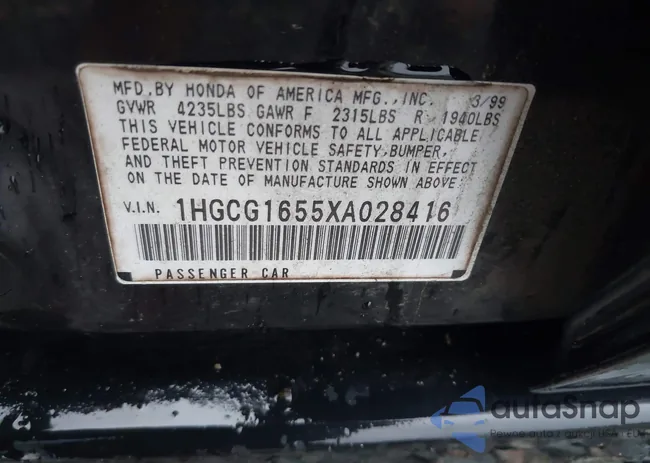 MFD.BY HONDA OF AMERICA MFG.,INC. 3/99
GVWR 4235LBS GAWR F 2315LBS R 1940LBS
THIS VEHICLE CONFORMS TO ALL APPLICABLE
FEDERAL MOTOR VEHICLE SAFETY,BUMPER,
AND THEFT PREVENTION STANDARDS IN EFFECT
ON THE DATE OF MANUFACTURE SHOWN ABOVE
V.I.N. 1HGCG1655XA028416
PASSENGER CAR
autaSnap